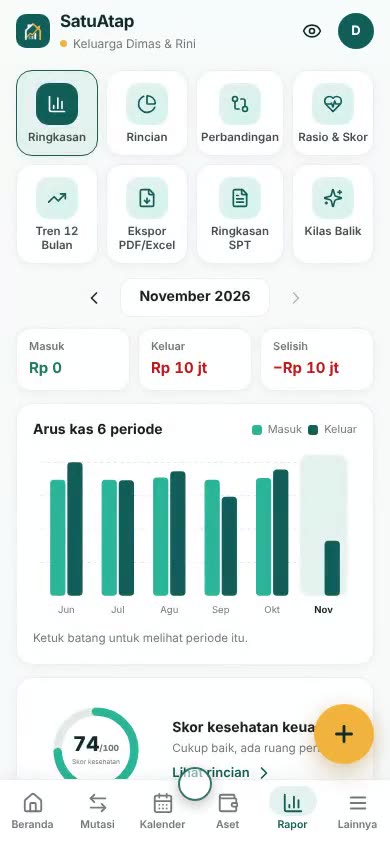 SatuAtap
Keluarga Dimas & Rini
D
Ringkasan
Rincian
Perbandingan
Rasio & Skor
Tren 12
Bulan
Ekspor
PDF/Excel
Ringkasan
SPT
Kilas Balik
November 2026
Masuk
Rp 0
Keluar
Rp 10 jt
Selisih
−Rp 10 jt
Arus kas 6 periode
Masuk
Keluar
Jun
Jul
Agu
Sep
Okt
Nov
Ketuk batang untuk melihat periode itu.
74/100
Skor kesehatan
Skor kesehatan
Cukup baik, ada ruang
Lihat rincian
Beranda
Mutasi
Kalender
Aset
Rapor
Lainnya